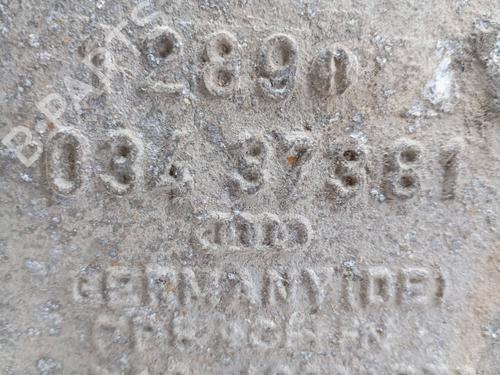 2890
034 37381
GERMANY(DE)
B-PARTS